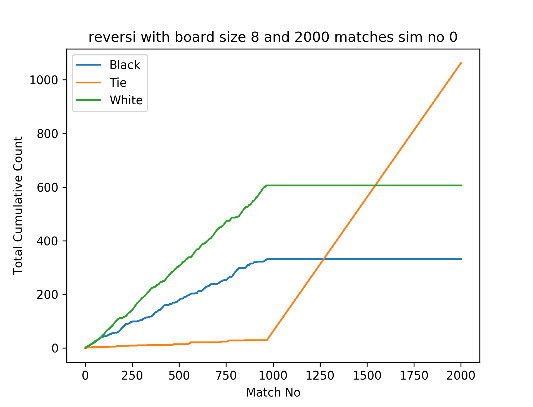 reversi with board size 8 and 2000 matches sim no 0
Black
Tie
White
Total Cumulative Count
1000
800
600
400
200
0
0 250 500 750 1000 1250 1500 1750 2000
Match No